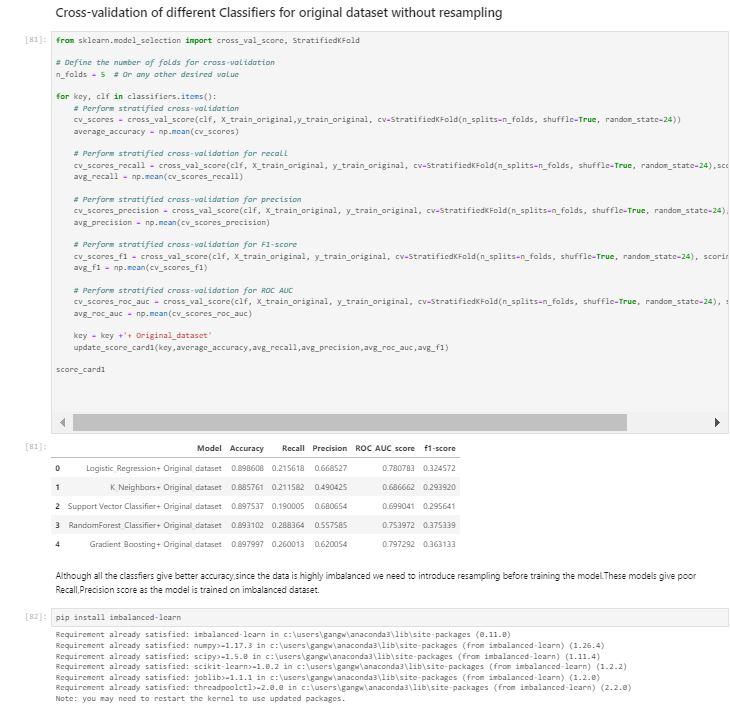 Cross-validation of different Classifiers for original dataset without resampling
[81]: from sklearn.model_selection import cross_val_score, StratifiedKFold
# Define the number of folds for cross-validation
n_folds = 5  # Or any other desired value
for key, clf in classifiers.items():
# Perform stratified cross-validation
cv_scores = cross_val_score(clf, X_train_original,y_train_original, cv=StratifiedKFold(n_splits=n_folds, shuffle=True, random_state=24))
average_accuracy = np.mean(cv_scores)
# Perform stratified cross-validation for recall
cv_scores_recall = cross_val_score(clf, X_train_original, y_train_original, cv=StratifiedKFold(n_splits=n_folds, shuffle=True, random_state=24),sco
avg_recall = np.mean(cv_scores_recall)
# Perform stratified cross-validation for precision
cv_scores_precision = cross_val_score(clf, X_train_original, y_train_original, cv=StratifiedKFold(n_splits=n_folds, shuffle=True, random_state=24),
avg_precision = np.mean(cv_scores_precision)
# Perform stratified cross-validation for F1-score
cv_scores_f1 = cross_val_score(clf, X_train_original, y_train_original, cv=StratifiedKFold(n_splits=n_folds, shuffle=True, random_state=24), scorin
avg_f1 = np.mean(cv_scores_f1)
# Perform stratified cross-validation for ROC AUC
cv_scores_roc_auc = cross_val_score(clf, X_train_original, y_train_original, cv=StratifiedKFold(n_splits=n_folds, shuffle=True, random_state=24), s
avg_roc_auc = np.mean(cv_scores_roc_auc)
key = key +'+ Original_dataset'
update_score_card1(key,average_accuracy,avg_recall,avg_precision,avg_roc_auc,avg_f1)
score_card1
[81]:
Model Accuracy Recall Precision ROC_AUC_score f1-score
0 Logistic_Regression+ Original_dataset 0.898608 0.215618 0.668527 0.780783 0.324572
1 K_Neighbors+ Original_dataset 0.885761 0.211582 0.490425 0.686662 0.293920
2 Support Vector Classifier+ Original_dataset 0.897537 0.190005 0.680654 0.699041 0.295641
3 RandomForest_Classifier+ Original_dataset 0.893102 0.288364 0.557585 0.753972 0.375339
4 Gradient_Boosting+ Original_dataset 0.897997 0.260013 0.620054 0.797292 0.363133
Although all the classfiers give better accuracy,since the data is highly imbalanced we need to introduce resampling before training the model.These models give poor
Recall,Precision score as the model is trained on imbalanced dataset.
[82]: pip install imbalanced-learn
Requirement already satisfied: imbalanced-learn in c:\users\gangw\anaconda3\lib\site-packages (0.11.0)
Requirement already satisfied: numpy>=1.17.3 in c:\users\gangw\anaconda3\lib\site-packages (from imbalanced-learn) (1.26.4)
Requirement already satisfied: scipy>=1.5.0 in c:\users\gangw\anaconda3\lib\site-packages (from imbalanced-learn) (1.11.4)
Requirement already satisfied: scikit-learn>=1.0.2 in c:\users\gangw\anaconda3\lib\site-packages (from imbalanced-learn) (1.2.2)
Requirement already satisfied: joblib>=1.1.1 in c:\users\gangw\anaconda3\lib\site-packages (from imbalanced-learn) (1.2.0)
Requirement already satisfied: threadpoolctl>=2.0.0 in c:\users\gangw\anaconda3\lib\site-packages (from imbalanced-learn) (2.2.0)
Note: you may need to restart the kernel to use updated packages.